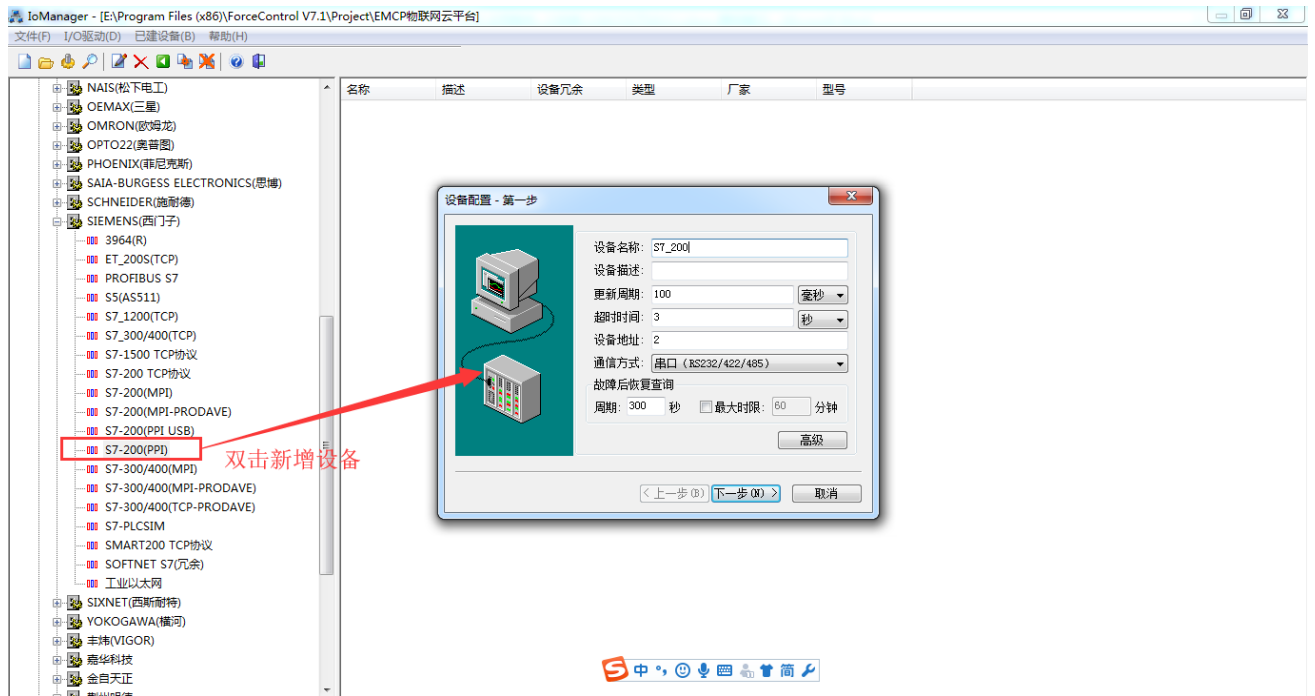 IoManager - [E:\Program Files (x86)\ForceControl V7.1\Project\EMCP物联网云平台]
文件(F) I/O驱动(D) 已建设备(B) 帮助(H)
名称 描述 设备冗余 类型 厂家 型号
NAIS(松下电工)
OEMAX(三星)
OMRON(欧姆龙)
OPTO22(奥普图)
PHOENIX(菲尼克斯)
SAIA-BURGESS ELECTRONICS(思博)
SCHNEIDER(施耐德)
SIEMENS(西门子)
3964(R)
ET_200S(TCP)
PROFIBUS S7
S5(AS511)
S7_1200(TCP)
S7_300/400(TCP)
S7-1500 TCP协议
S7-200 TCP协议
S7-200(MPI)
S7-200(MPI-PRODAVE)
S7-200(PPI USB)
S7-200(PPI)
S7-300/400(MPI)
S7-300/400(MPI-PRODAVE)
S7-300/400(TCP-PRODAVE)
S7-PLCSIM
SMART200 TCP协议
SOFTNET S7(冗余)
工业以太网
SIXNET(西斯耐特)
YOKOGAWA(横河)
丰炜(VIGOR)
嘉华科技
金自天正
双击新增设备
设备配置 - 第一步
设备名称: S7_200
设备描述:
更新周期: 100 毫秒
超时时间: 3 秒
设备地址: 2
通信方式: 串口 (RS232/422/485)
故障后恢复查询
周期: 300 秒 最大时限: 60 分钟
高级
< 上一步(B) 下一步(N) > 取消
中 简